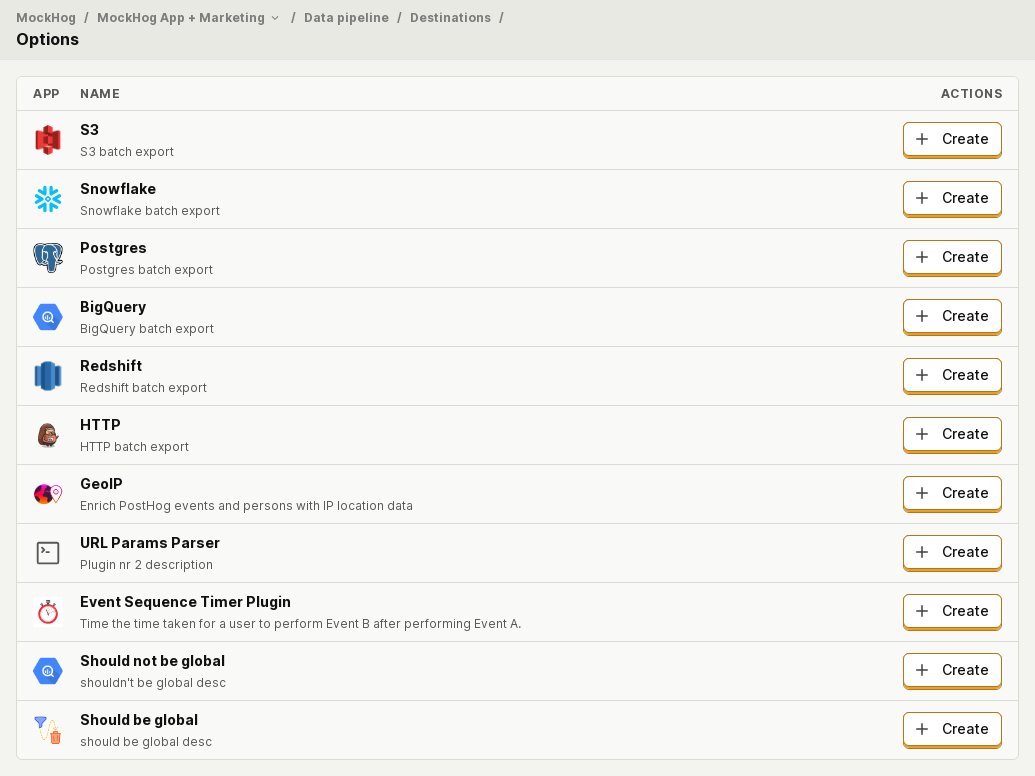 MockHog / MockHog App + Marketing / Data pipeline / Destinations /
Options
APP NAME ACTIONS
S3
S3 batch export
Create
Snowflake
Snowflake batch export
Create
Postgres
Postgres batch export
Create
BigQuery
BigQuery batch export
Create
Redshift
Redshift batch export
Create
HTTP
HTTP batch export
Create
GeoIP
Enrich PostHog events and persons with IP location data
Create
URL Params Parser
Plugin nr 2 description
Create
Event Sequence Timer Plugin
Time the time taken for a user to perform Event B after performing Event A.
Create
Should not be global
shouldn't be global desc
Create
Should be global
should be global desc
Create